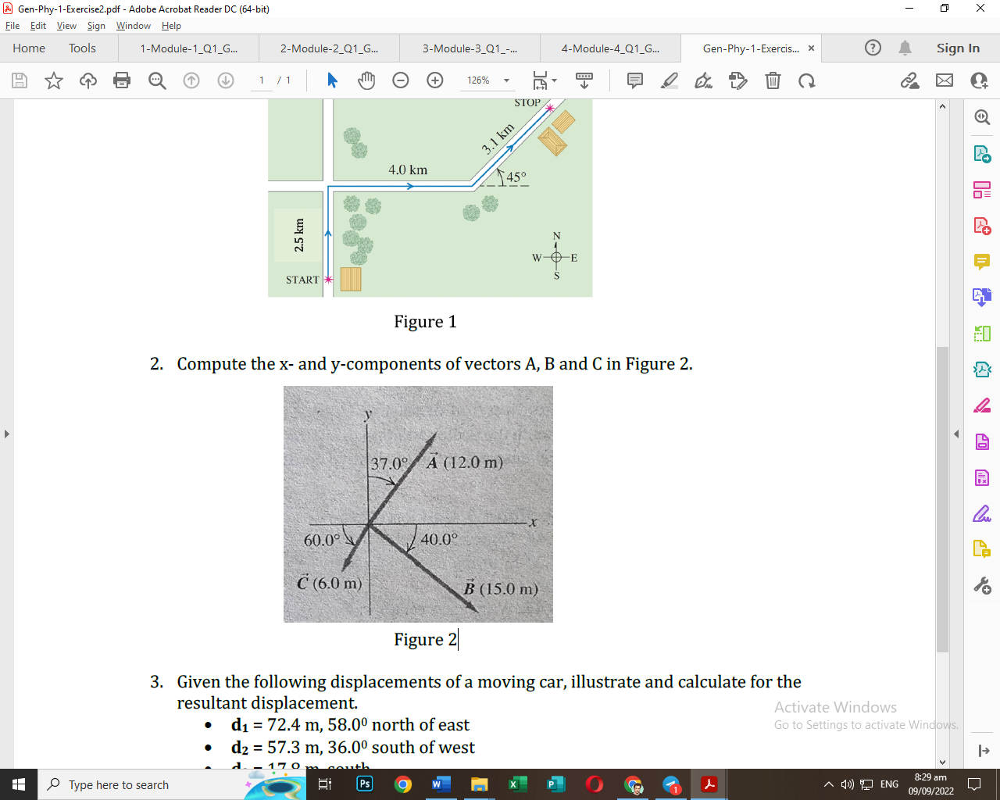 Gen-Phy-1-Exercise2.pdf - Adobe Acrobat Reader DC (64-bit)
File Edit View Sign Window Help
Home Tools 1-Module-1_Q1_G... 2-Module-2_Q1_G... 3-Module-3_Q1_-... 4-Module-4_Q1_G... Gen-Phy-1-Exercis... × ? Sign In
1 / 1 126%
STOP
3.1 km
4.0 km
45°
2.5 km
N
W E
S
START
Figure 1
2. Compute the x- and y-components of vectors A, B and C in Figure 2.
y
37.0° A (12.0 m)
x
60.0° 40.0°
C (6.0 m) B (15.0 m)
Figure 2
3. Given the following displacements of a moving car, illustrate and calculate for the
resultant displacement.
• d₁ = 72.4 m, 58.0⁰ north of east
• d₂ = 57.3 m, 36.0⁰ south of west
Activate Windows
Go to Settings to activate Windows.
Type here to search
Ps
1
ENG
8:29 am
09/09/2022